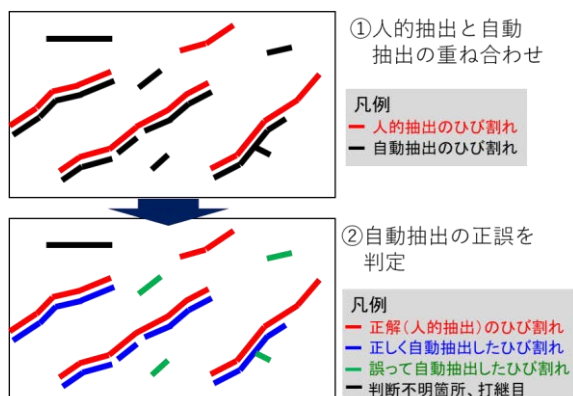 ①人的抽出と自動
抽出の重ね合わせ
凡例
人的抽出のひび割れ
自動抽出のひび割れ
②自動抽出の正誤を
判定
凡例
正解(人的抽出)のひび割れ
正しく自動抽出したひび割れ
誤って自動抽出したひび割れ
判断不明箇所、打継目